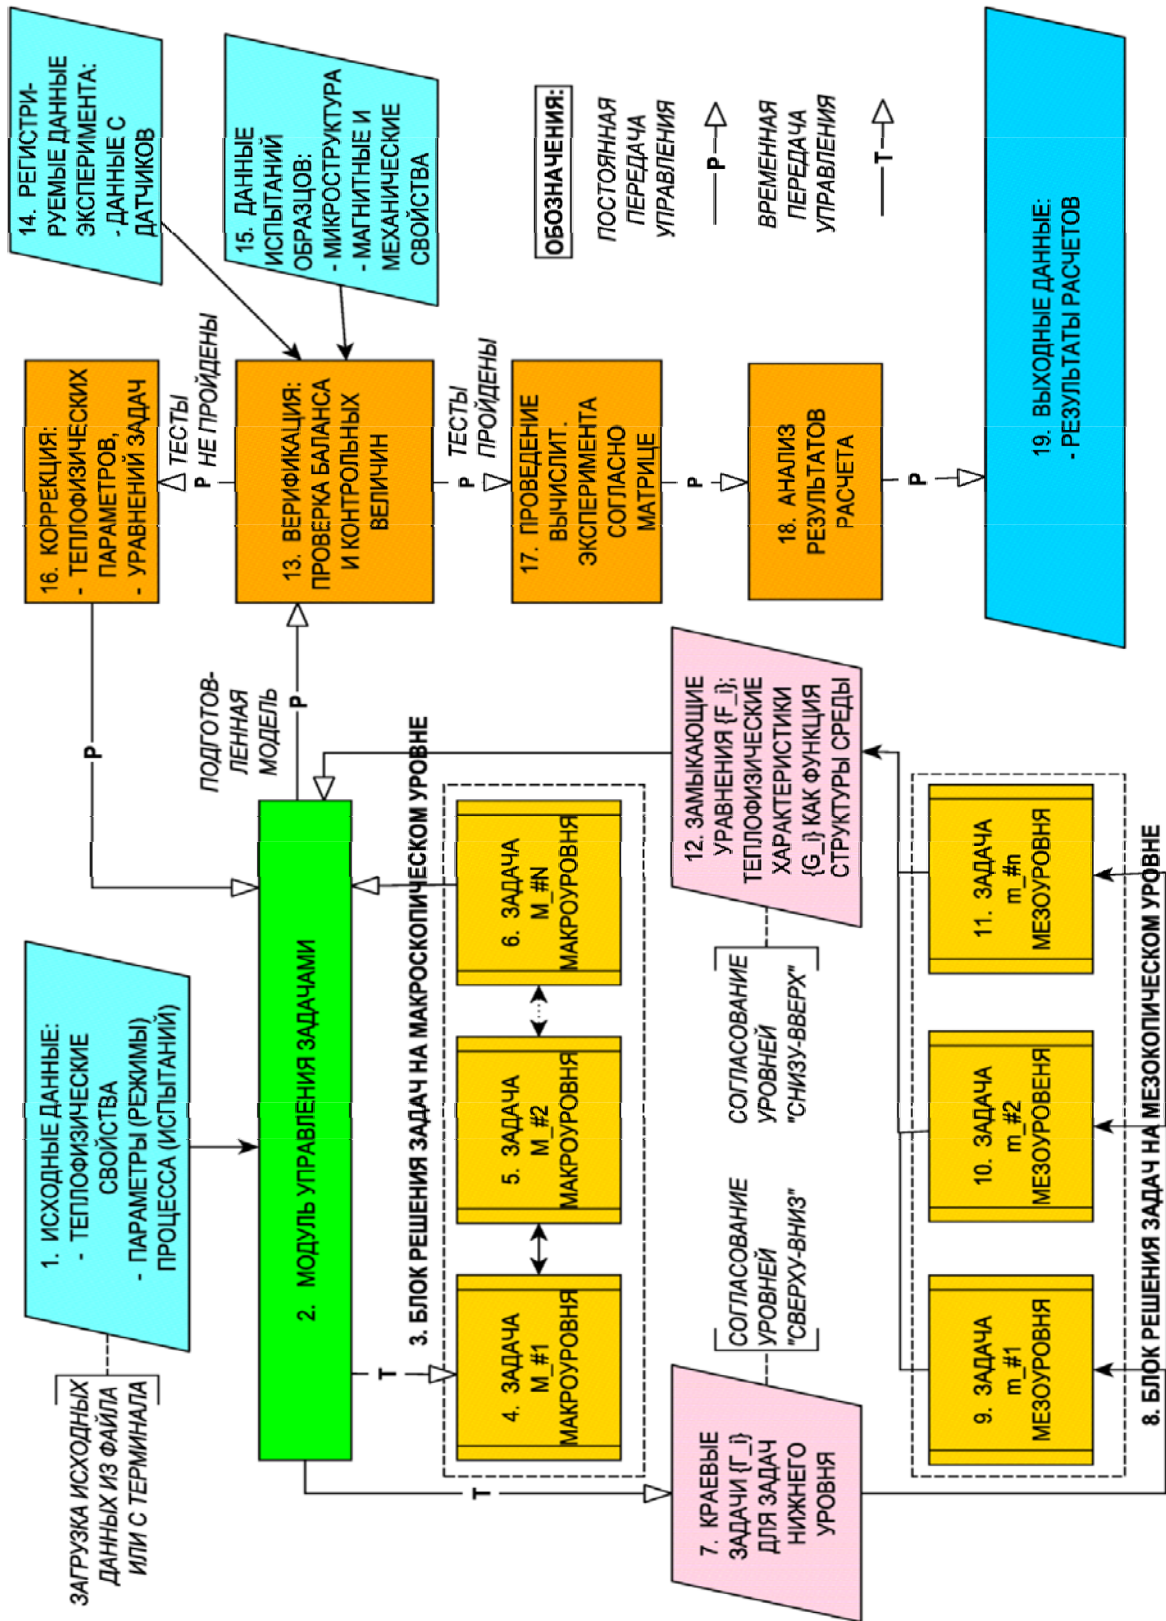 ЗАГРУЗКА ИСХОДНЫХ
ДАННЫХ ИЗ ФАЙЛА
ИЛИ С ТЕРМИНАЛА
1. ИСХОДНЫЕ ДАННЫЕ:
- ТЕПЛОФИЗИЧЕСКИЕ
СВОЙСТВА
- ПАРАМЕТРЫ (РЕЖИМЫ)
ПРОЦЕССА (ИСПЫТАНИЙ)
2. МОДУЛЬ УПРАВЛЕНИЯ ЗАДАЧАМИ
T
3. БЛОК РЕШЕНИЯ ЗАДАЧ НА МАКРОСКОПИЧЕСКОМ УРОВНЕ
4. ЗАДАЧА
M_#1
МАКРОУРОВНЯ
5. ЗАДАЧА
M_#2
МАКРОУРОВНЯ
6. ЗАДАЧА
M_#N
МАКРОУРОВНЯ
T
7. КРАЕВЫЕ
ЗАДАЧИ {Г_i}
ДЛЯ ЗАДАЧ
НИЖНЕГО
УРОВНЯ
СОГЛАСОВАНИЕ
УРОВНЕЙ
"СВЕРХУ-ВНИЗ"
СОГЛАСОВАНИЕ
УРОВНЕЙ
"СНИЗУ-ВВЕРХ"
12. ЗАМЫКАЮЩИЕ
УРАВНЕНИЯ {F_i};
ТЕПЛОФИЗИЧЕСКИЕ
ХАРАКТЕРИСТИКИ
{G_i} КАК ФУНКЦИЯ
СТРУКТУРЫ СРЕДЫ
9. ЗАДАЧА
m_#1
МЕЗОУРОВНЯ
10. ЗАДАЧА
m_#2
МЕЗОУРОВЕНЯ
11. ЗАДАЧА
m_#n
МЕЗОУРОВНЯ
8. БЛОК РЕШЕНИЯ ЗАДАЧ НА МЕЗОКОПИЧЕСКОМ УРОВНЕ
P
ПОДГОТОВ-
ЛЕННАЯ
МОДЕЛЬ
P
16. КОРРЕКЦИЯ:
- ТЕПЛОФИЗИЧЕСКИХ
ПАРАМЕТРОВ,
- УРАВНЕНИЙ ЗАДАЧ
P
ТЕСТЫ
НЕ ПРОЙДЕНЫ
13. ВЕРИФИКАЦИЯ:
ПРОВЕРКА БАЛАНСА
И КОНТРОЛЬНЫХ
ВЕЛИЧИН
P
ТЕСТЫ
ПРОЙДЕНЫ
17. ПРОВЕДЕНИЕ
ВЫЧИСЛИТ.
ЭКСПЕРИМЕНТА
СОГЛАСНО
МАТРИЦЕ
P
18. АНАЛИЗ
РЕЗУЛЬТАТОВ
РАСЧЕТА
P
19. ВЫХОДНЫЕ ДАННЫЕ:
- РЕЗУЛЬТАТЫ РАСЧЕТОВ
14. РЕГИСТРИ-
РУЕМЫЕ ДАННЫЕ
ЭКСПЕРИМЕНТА:
- ДАННЫЕ С
ДАТЧИКОВ
15. ДАННЫЕ
ИСПЫТАНИЙ
ОБРАЗЦОВ:
- МИКРОСТРУКТУРА
- МАГНИТНЫЕ И
МЕХАНИЧЕСКИЕ
СВОЙСТВА
ОБОЗНАЧЕНИЯ:
ПОСТОЯННАЯ
ПЕРЕДАЧА
УПРАВЛЕНИЯ
P
ВРЕМЕННАЯ
ПЕРЕДАЧА
УПРАВЛЕНИЯ
T